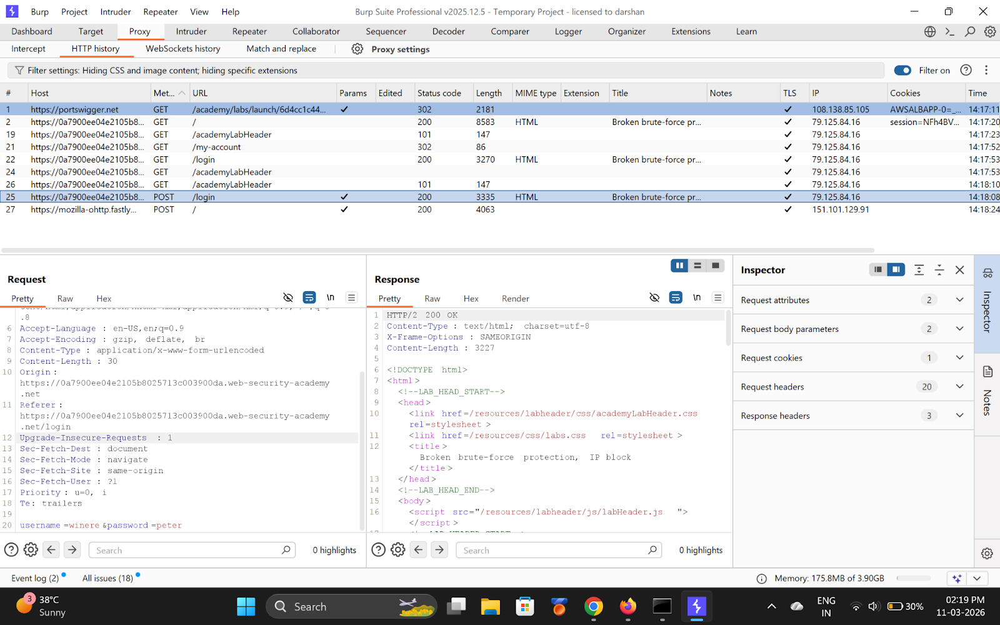 Burp Project Intruder Repeater View Help Burp Suite Professional v2025.12.5 - Temporary Project - licensed to darshan
Dashboard Target Proxy Intruder Repeater Collaborator Sequencer Decoder Comparer Logger Organizer Extensions Learn
Intercept HTTP history WebSockets history Match and replace Proxy settings
Filter settings: Hiding CSS and image content; hiding specific extensions Filter on
# Host Met... URL Params Edited Status code Length MIME type Extension Title Notes TLS IP Cookies Time
1 https://portswigger.net GET /academy/labs/launch/6d4cc1c44... ✓ 302 2181 ✓ 108.138.85.105 AWSALBAPP-0=_... 14:17:11
2 https://0a7900ee04e2105b8... GET / 200 8583 HTML Broken brute-force pr... ✓ 79.125.84.16 session=NFh4BV... 14:17:20
19 https://0a7900ee04e2105b8... GET /academyLabHeader 101 147 ✓ 79.125.84.16 14:17:23
21 https://0a7900ee04e2105b8... GET /my-account 302 86 ✓ 79.125.84.16 14:17:52
22 https://0a7900ee04e2105b8... GET /login 200 3270 HTML Broken brute-force pr... ✓ 79.125.84.16 14:17:53
24 https://0a7900ee04e2105b8... GET /academyLabHeader ✓ 79.125.84.16 14:17:53
26 https://0a7900ee04e2105b8... GET /academyLabHeader 101 147 ✓ 79.125.84.16 14:18:10
25 https://0a7900ee04e2105b8... POST /login ✓ 200 3335 HTML Broken brute-force pr... ✓ 79.125.84.16 14:18:08
27 https://mozilla-ohttp.fastly... POST / ✓ 200 4063 ✓ 151.101.129.91 14:18:24
Request
Pretty Raw Hex \n
.8
6 Accept-Language : en-US,en;q=0.9
7 Accept-Encoding : gzip, deflate, br
8 Content-Type : application/x-www-form-urlencoded
9 Content-Length : 30
10 Origin :
https://0a7900ee04e2105b8025713c003900da.web-security-academy
.net
11 Referer :
https://0a7900ee04e2105b8025713c003900da.web-security-academy
.net/login
12 Upgrade-Insecure-Requests : 1
13 Sec-Fetch-Dest : document
14 Sec-Fetch-Mode : navigate
15 Sec-Fetch-Site : same-origin
16 Sec-Fetch-User : ?1
17 Priority : u=0, i
18 Te: trailers
19
20 username =winere &password =peter
Search 0 highlights
Response
Pretty Raw Hex Render \n
1 HTTP/2 200 OK
2 Content-Type : text/html; charset=utf-8
3 X-Frame-Options : SAMEORIGIN
4 Content-Length : 3227
5
6 <!DOCTYPE html>
7 <html >
8 <!--LAB_HEAD_START-->
9 <head >
10 <link href =/resources/labheader/css/academyLabHeader.css
rel =stylesheet >
11 <link href =/resources/css/labs.css rel =stylesheet >
12 <title >
Broken brute-force protection, IP block
</title >
13 </head >
14 <!--LAB_HEAD_END-->
15 <body >
16 <script src="/resources/labheader/js/labHeader.js ">
</script >
Search 0 highlights
Inspector
Request attributes 2
Request body parameters 2
Request cookies 1
Request headers 20
Response headers 3
Inspector
Notes
Event log (2) All issues (18) Memory: 175.8MB of 3.90GB
3 38°C
Sunny
Search
ENG
IN
30%
02:19 PM
11-03-2026